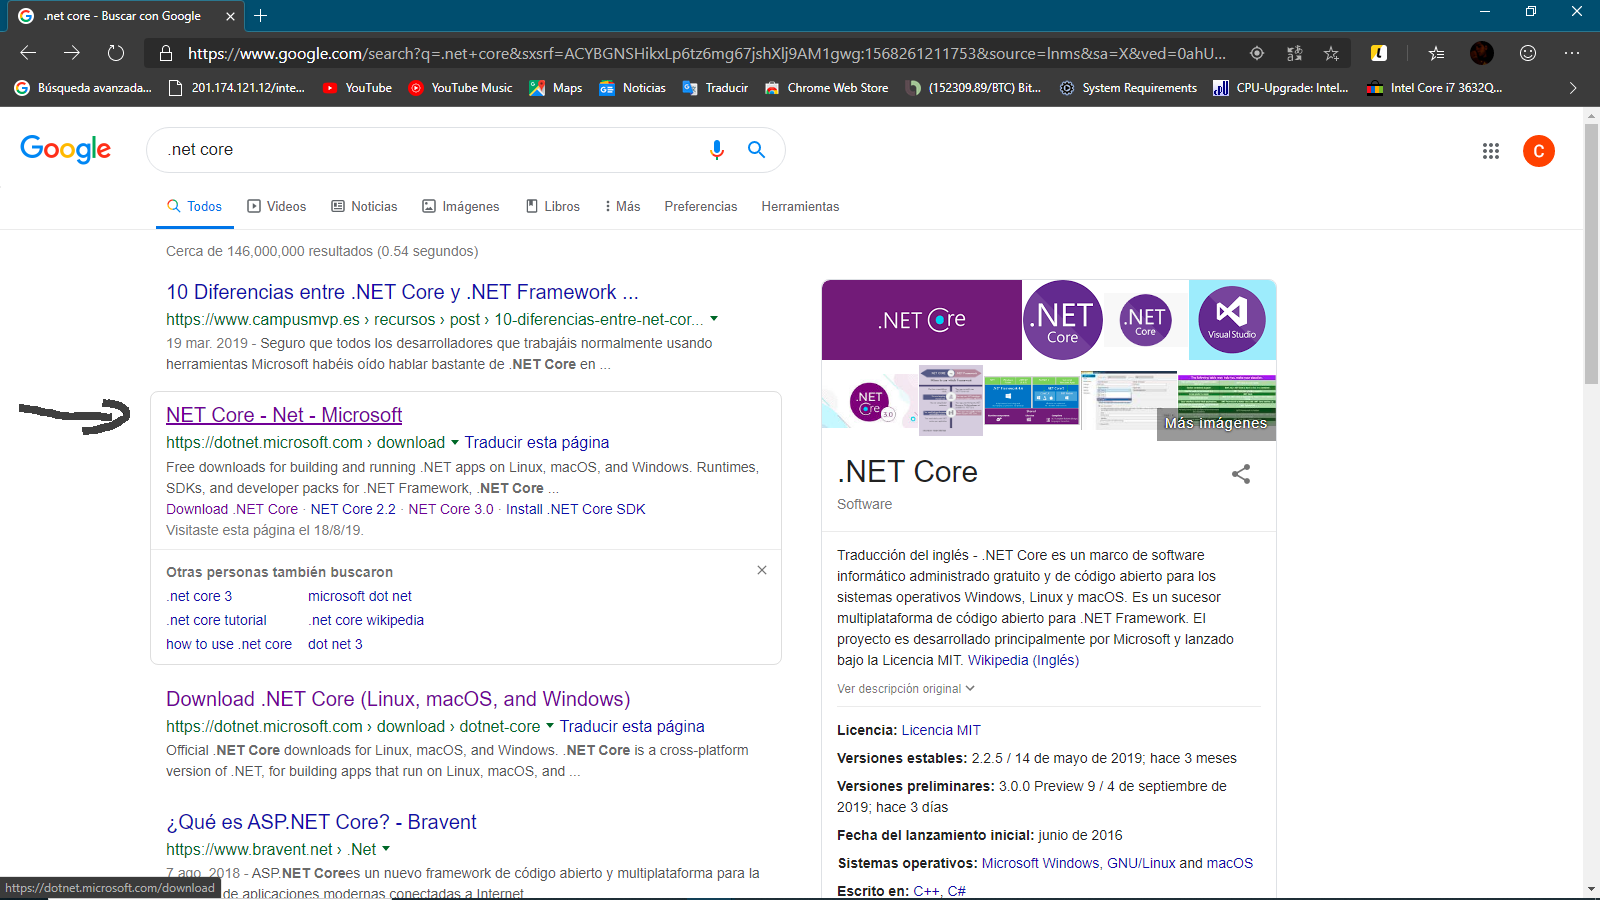 .net core - Buscar con Google
https://www.google.com/search?q=.net+core&sxsrf=ACYBGNSHikxLp6tz6mg67jshXlj9AM1gwg:1568261211753&source=lnms&sa=X&ved=0ahU...
Búsqueda avanzada... 201.174.121.12/inte... YouTube YouTube Music Maps Noticias Traducir Chrome Web Store (152309.89/BTC) Bit... System Requirements CPU-Upgrade: Intel... Intel Core i7 3632Q...
Google
.net core
C
Todos Videos Noticias Imágenes Libros Más Preferencias Herramientas
Cerca de 146,000,000 resultados (0.54 segundos)
10 Diferencias entre .NET Core y .NET Framework ...
https://www.campusmvp.es › recursos › post › 10-diferencias-entre-net-cor...
19 mar. 2019 - Seguro que todos los desarrolladores que trabajáis normalmente usando
herramientas Microsoft habéis oído hablar bastante de .NET Core en ...
NET Core - Net - Microsoft
https://dotnet.microsoft.com › download Traducir esta página
Free downloads for building and running .NET apps on Linux, macOS, and Windows. Runtimes,
SDKs, and developer packs for .NET Framework, .NET Core ...
Download .NET Core · NET Core 2.2 · NET Core 3.0 · Install .NET Core SDK
Visitaste esta página el 18/8/19.
Otras personas también buscaron
.net core 3 microsoft dot net
.net core tutorial .net core wikipedia
how to use .net core dot net 3
Download .NET Core (Linux, macOS, and Windows)
https://dotnet.microsoft.com › download › dotnet-core Traducir esta página
Official .NET Core downloads for Linux, macOS, and Windows. .NET Core is a cross-platform
version of .NET, for building apps that run on Linux, macOS, and ...
¿Qué es ASP.NET Core? - Bravent
https://www.bravent.net › .Net
7 ago. 2018 - ASP.NET Corees un nuevo framework de código abierto y multiplataforma para la
de aplicaciones modernas conectadas a Internet
https://dotnet.microsoft.com/download
.NET Core
.NET Core
.NET Core
Visual Studio
.NET Core 3.0
Más imágenes
.NET Core
Software
Traducción del inglés - .NET Core es un marco de software
informático administrado gratuito y de código abierto para los
sistemas operativos Windows, Linux y macOS. Es un sucesor
multiplataforma de código abierto para .NET Framework. El
proyecto es desarrollado principalmente por Microsoft y lanzado
bajo la Licencia MIT. Wikipedia (Inglés)
Ver descripción original
Licencia: Licencia MIT
Versiones estables: 2.2.5 / 14 de mayo de 2019; hace 3 meses
Versiones preliminares: 3.0.0 Preview 9 / 4 de septiembre de
2019; hace 3 días
Fecha del lanzamiento inicial: junio de 2016
Sistemas operativos: Microsoft Windows, GNU/Linux and macOS
Escrito en: C++, C#